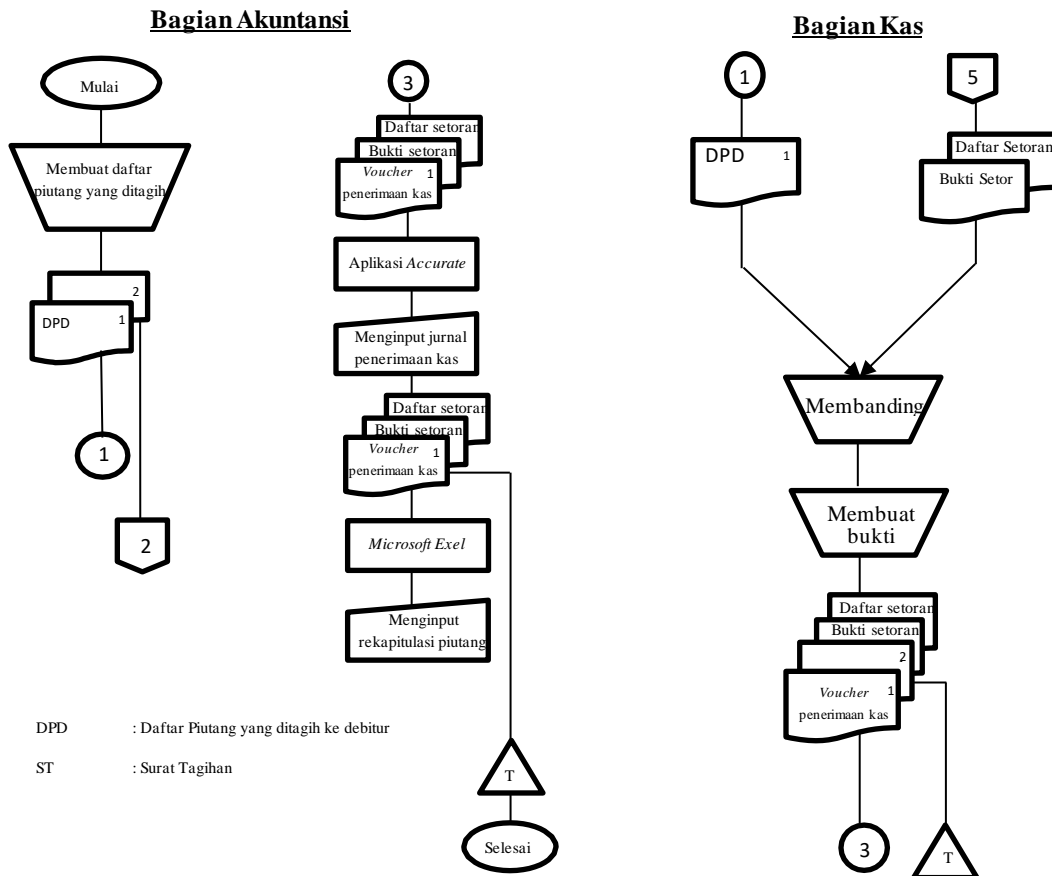 Bagian Akuntansi
Mulai
Membuat daftar
piutang yang ditagih
2
DPD 1
1
2
3
Daftar setoran
Bukti setoran
Voucher 1
penerimaan kas
Aplikasi Accurate
Menginput jurnal
penerimaan kas
Daftar setoran
Bukti setoran
Voucher 1
penerimaan kas
Microsoft Exel
Menginput
rekapitulasi piutang
T
Selesai
DPD : Daftar Piutang yang ditagih ke debitur
ST : Surat Tagihan
Bagian Kas
1
5
DPD 1
Daftar Setoran
Bukti Setor
Membanding
Membuat
bukti
Daftar setoran
Bukti setoran
2
Voucher 1
penerimaan kas
3
T